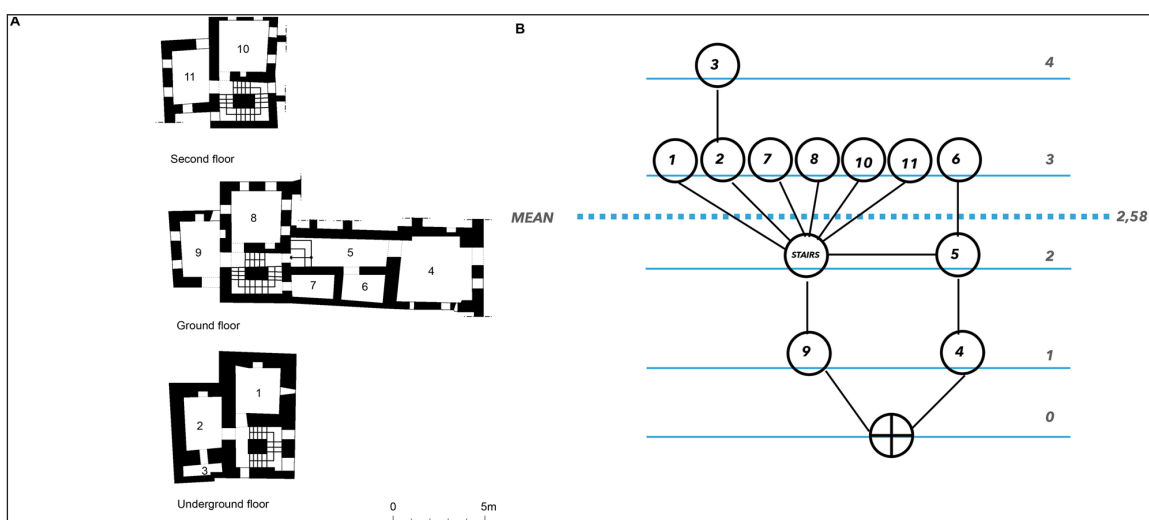 A
10
11
Second floor
8
9
5
4
7
6
Ground floor
1
2
3
Underground floor
0 5m
B
3 4
1 2 7 8 10 11 6 3
MEAN 2,58
STAIRS 5 2
9 4 1
0